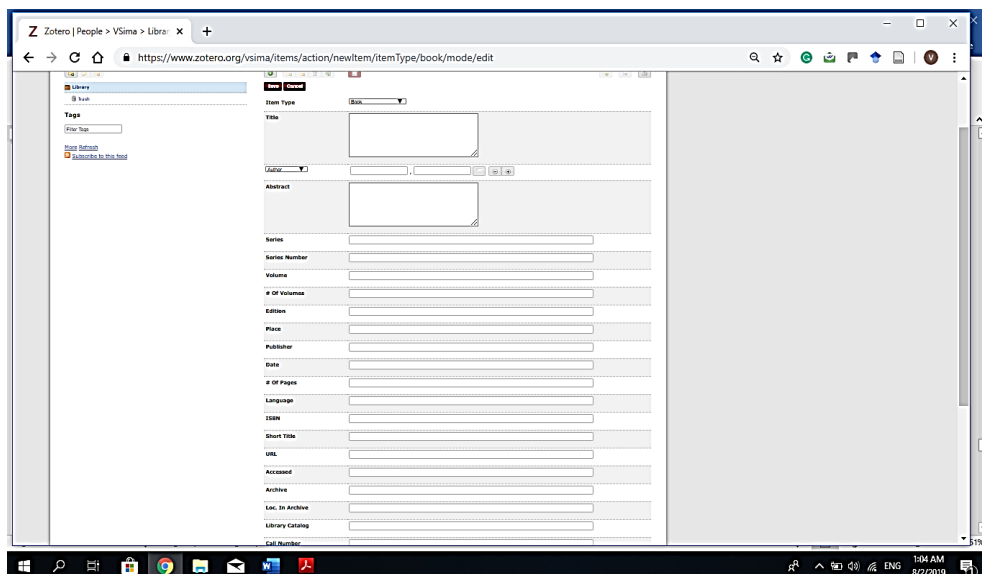 Z Zotero | People > VSima > Librar × +
https://www.zotero.org/vsima/items/action/newItem/itemType/book/mode/edit
V
Library
Trash
Tags
Filter Tags
More Refresh
Subscribe to this feed
Save Cancel
Item Type Book
Title
Author ,
Abstract
Series
Series Number
Volume
# Of Volumes
Edition
Place
Publisher
Date
# Of Pages
Language
ISBN
Short Title
URL
Accessed
Archive
Loc. In Archive
Library Catalog
Call Number
51%
ENG
1:04 AM
8/2/2019